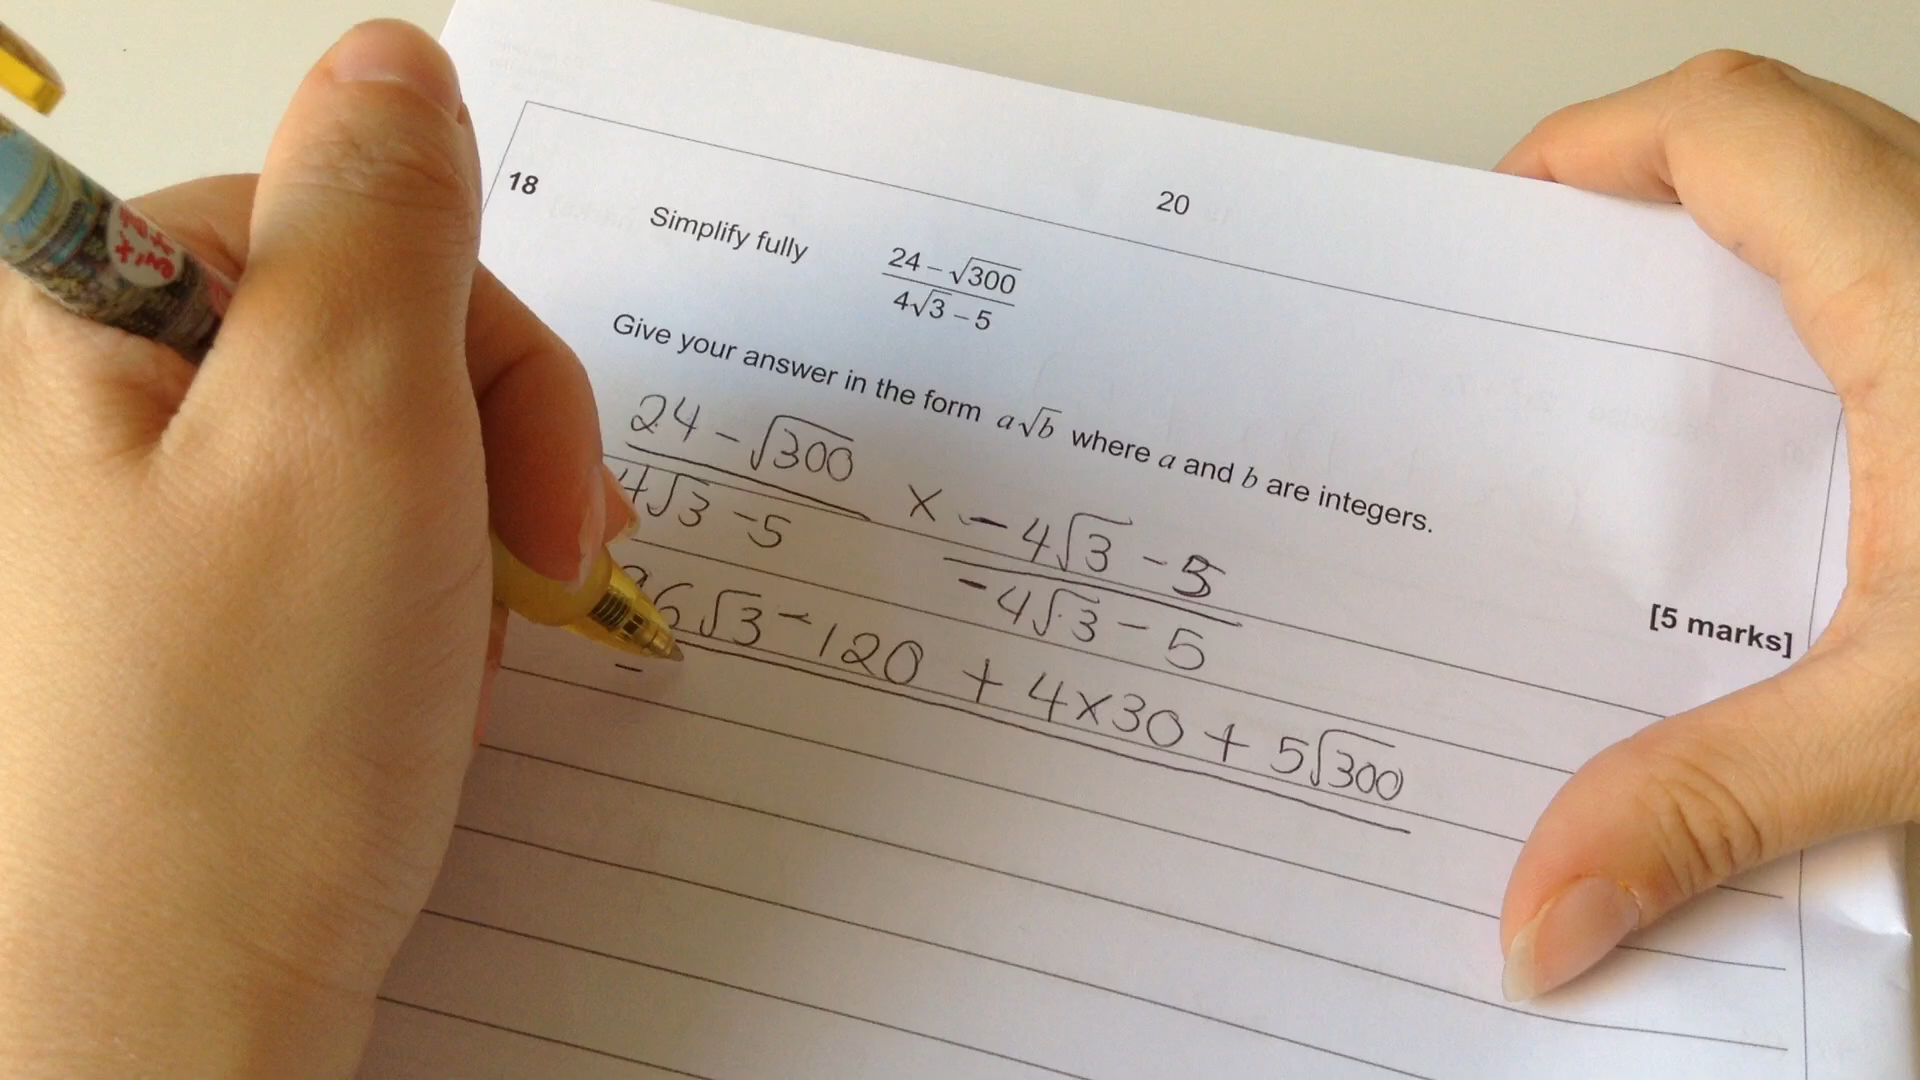 20
18 Simplify fully (24 − √300)/(4√3 − 5)
Give your answer in the form a√b where a and b are integers.
[5 marks]
(24 − √300)/(4√3 − 5) × (−4√3 − 5)/(−4√3 − 5)
6√3 − 120 + 4×30 + 5√300
−